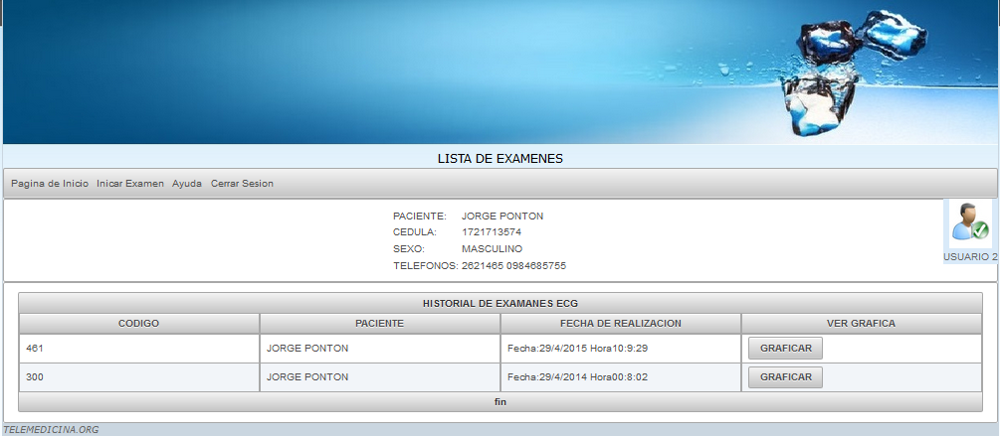 LISTA DE EXAMENES
Pagina de Inicio Inicar Examen Ayuda Cerrar Sesion
PACIENTE: JORGE PONTON
CEDULA: 1721713574
SEXO: MASCULINO
TELEFONOS: 2621465 0984685755
USUARIO 2
HISTORIAL DE EXAMANES ECG
CODIGO PACIENTE FECHA DE REALIZACION VER GRAFICA
461 JORGE PONTON Fecha:29/4/2015 Hora10:9:29 GRAFICAR
300 JORGE PONTON Fecha:29/4/2014 Hora00:8:02 GRAFICAR
fin
TELEMEDICINA.ORG